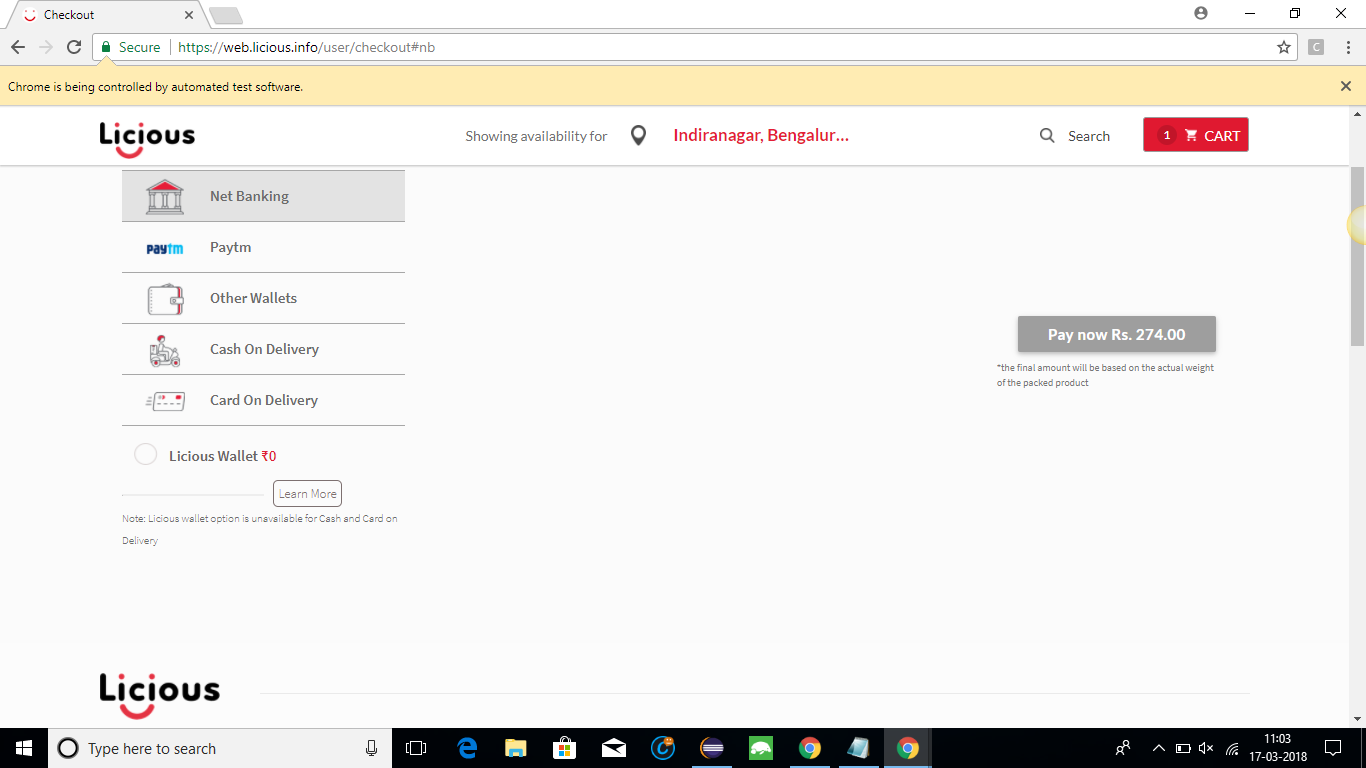 Checkout
Secure
https://web.licious.info/user/checkout#nb
C
Chrome is being controlled by automated test software.
Licious
Showing availability for
Indiranagar, Bengalur...
Search
1 CART
Net Banking
paytm Paytm
Other Wallets
Cash On Delivery
Card On Delivery
Licious Wallet ₹0
Learn More
Note: Licious wallet option is unavailable for Cash and Card on
Delivery
Pay now Rs. 274.00
*the final amount will be based on the actual weight
of the packed product
Licious
Type here to search
11:03
17-03-2018